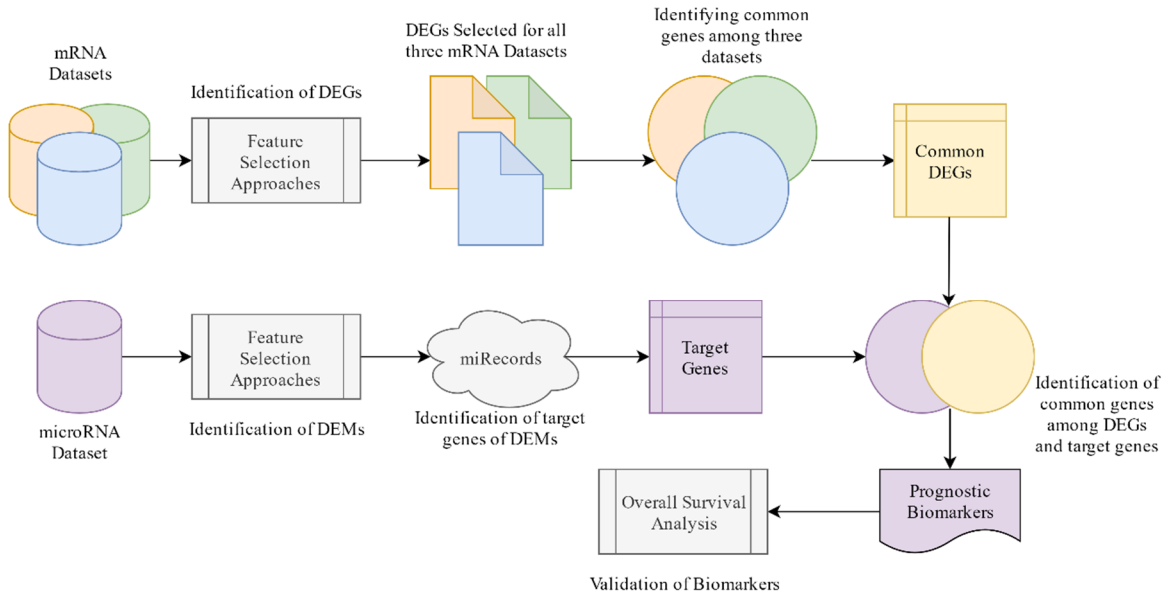 mRNA
Datasets
Identification of DEGs
Feature
Selection
Approaches
DEGs Selected for all
three mRNA Datasets
Identifying common
genes among three
datasets
Common
DEGs
microRNA
Dataset
Feature
Selection
Approaches
Identification of DEMs
miRecords
Identification of target
genes of DEMs
Target
Genes
Identification of
common genes
among DEGs
and target genes
Prognostic
Biomarkers
Overall Survival
Analysis
Validation of Biomarkers